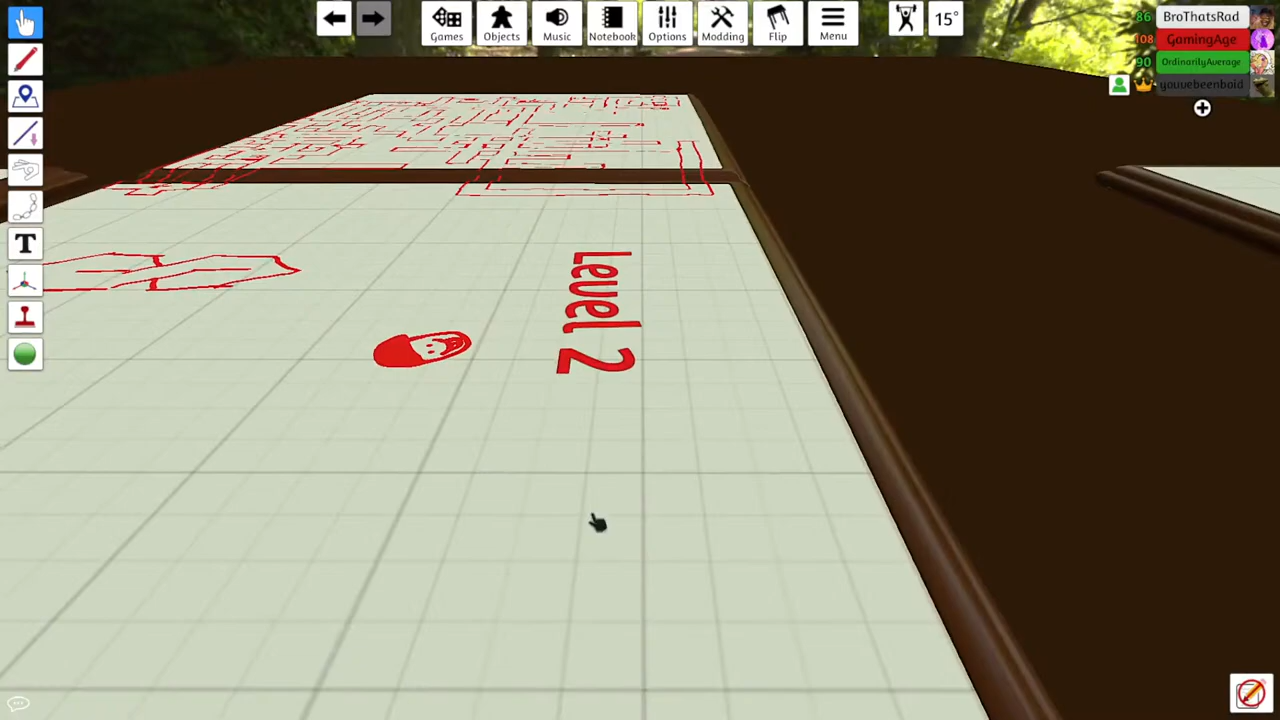 Games
Objects
Music
Notebook
Options
Modding
Flip
Menu
15°
86 BroThatsRad
108 GamingAge
90 OrdinarilyAverage
youvebeenbold
T
Level 2